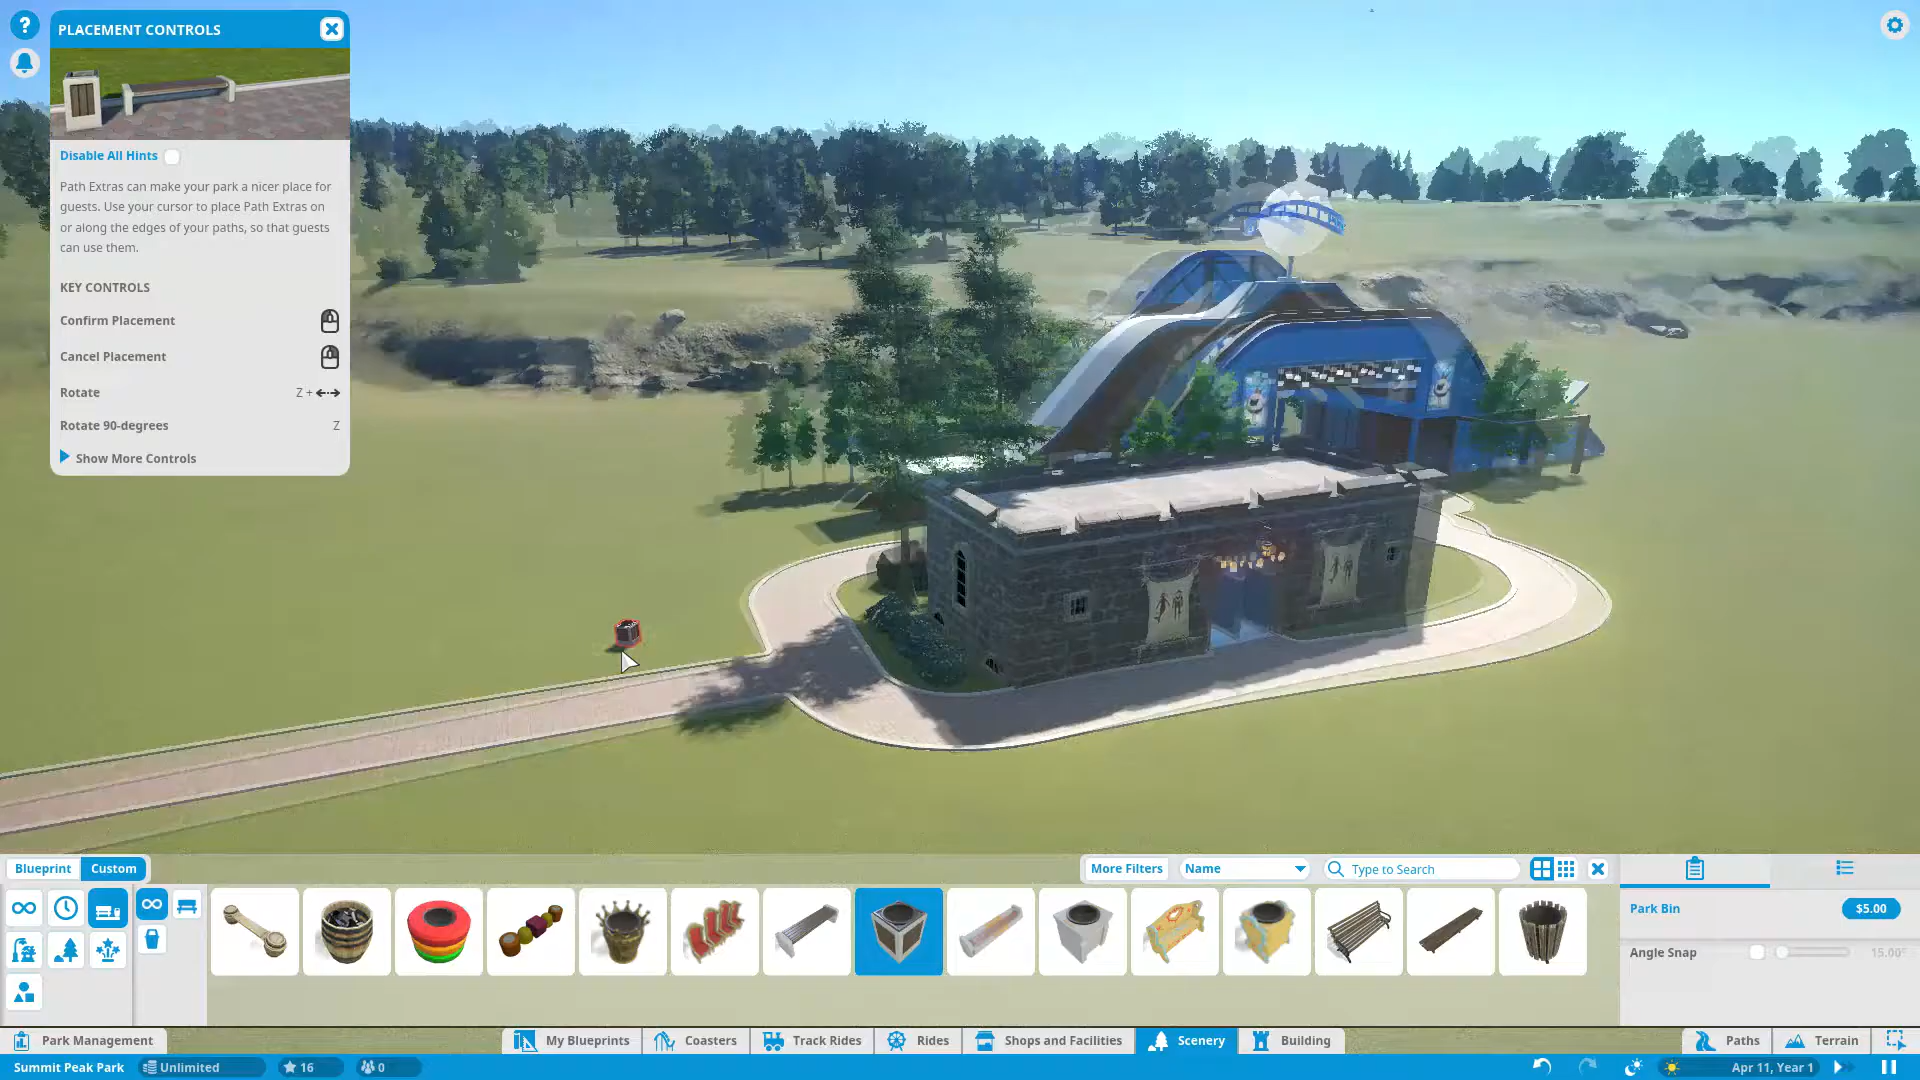 ?
PLACEMENT CONTROLS
Disable All Hints
Path Extras can make your park a nicer place for
guests. Use your cursor to place Path Extras on
or along the edges of your paths, so that guests
can use them.
KEY CONTROLS
Confirm Placement
Cancel Placement
Rotate
Z +
Rotate 90-degrees
Z
Show More Controls
Blueprint
Custom
More Filters
Name
Type to Search
Park Bin
$5.00
Angle Snap
15.00°
Park Management
My Blueprints
Coasters
Track Rides
Rides
Shops and Facilities
Scenery
Building
Paths
Terrain
Summit Peak Park
Unlimited
16
0
Apr 11, Year 1